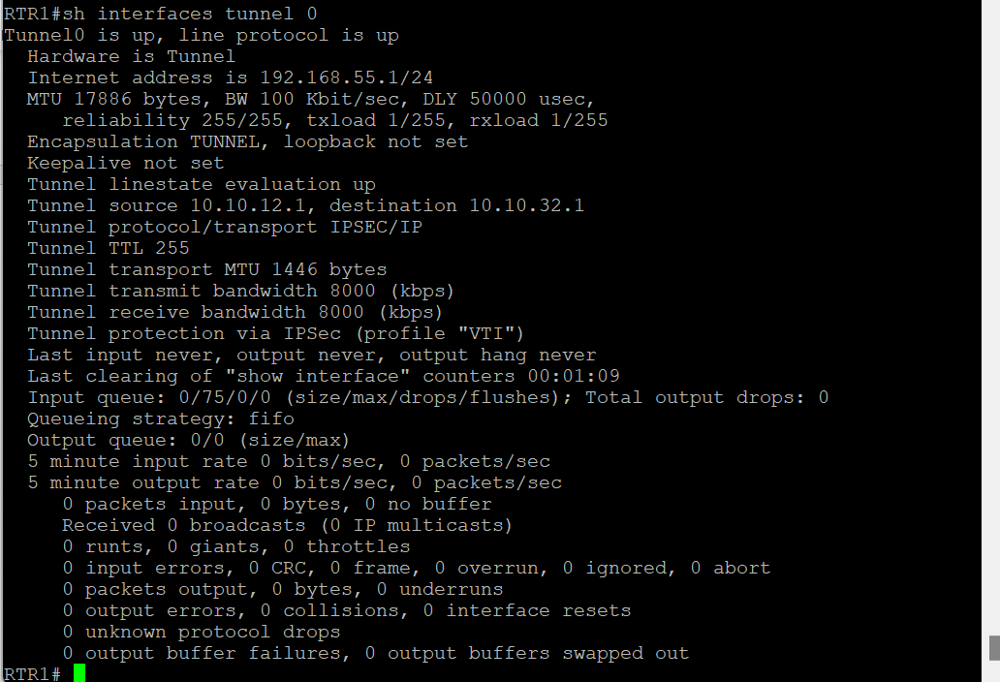 RTR1#sh interfaces tunnel 0
Tunnel0 is up, line protocol is up
  Hardware is Tunnel
  Internet address is 192.168.55.1/24
  MTU 17886 bytes, BW 100 Kbit/sec, DLY 50000 usec,
     reliability 255/255, txload 1/255, rxload 1/255
  Encapsulation TUNNEL, loopback not set
  Keepalive not set
  Tunnel linestate evaluation up
  Tunnel source 10.10.12.1, destination 10.10.32.1
  Tunnel protocol/transport IPSEC/IP
  Tunnel TTL 255
  Tunnel transport MTU 1446 bytes
  Tunnel transmit bandwidth 8000 (kbps)
  Tunnel receive bandwidth 8000 (kbps)
  Tunnel protection via IPSec (profile "VTI")
  Last input never, output never, output hang never
  Last clearing of "show interface" counters 00:01:09
  Input queue: 0/75/0/0 (size/max/drops/flushes); Total output drops: 0
  Queueing strategy: fifo
  Output queue: 0/0 (size/max)
  5 minute input rate 0 bits/sec, 0 packets/sec
  5 minute output rate 0 bits/sec, 0 packets/sec
     0 packets input, 0 bytes, 0 no buffer
     Received 0 broadcasts (0 IP multicasts)
     0 runts, 0 giants, 0 throttles
     0 input errors, 0 CRC, 0 frame, 0 overrun, 0 ignored, 0 abort
     0 packets output, 0 bytes, 0 underruns
     0 output errors, 0 collisions, 0 interface resets
     0 unknown protocol drops
     0 output buffer failures, 0 output buffers swapped out
RTR1#